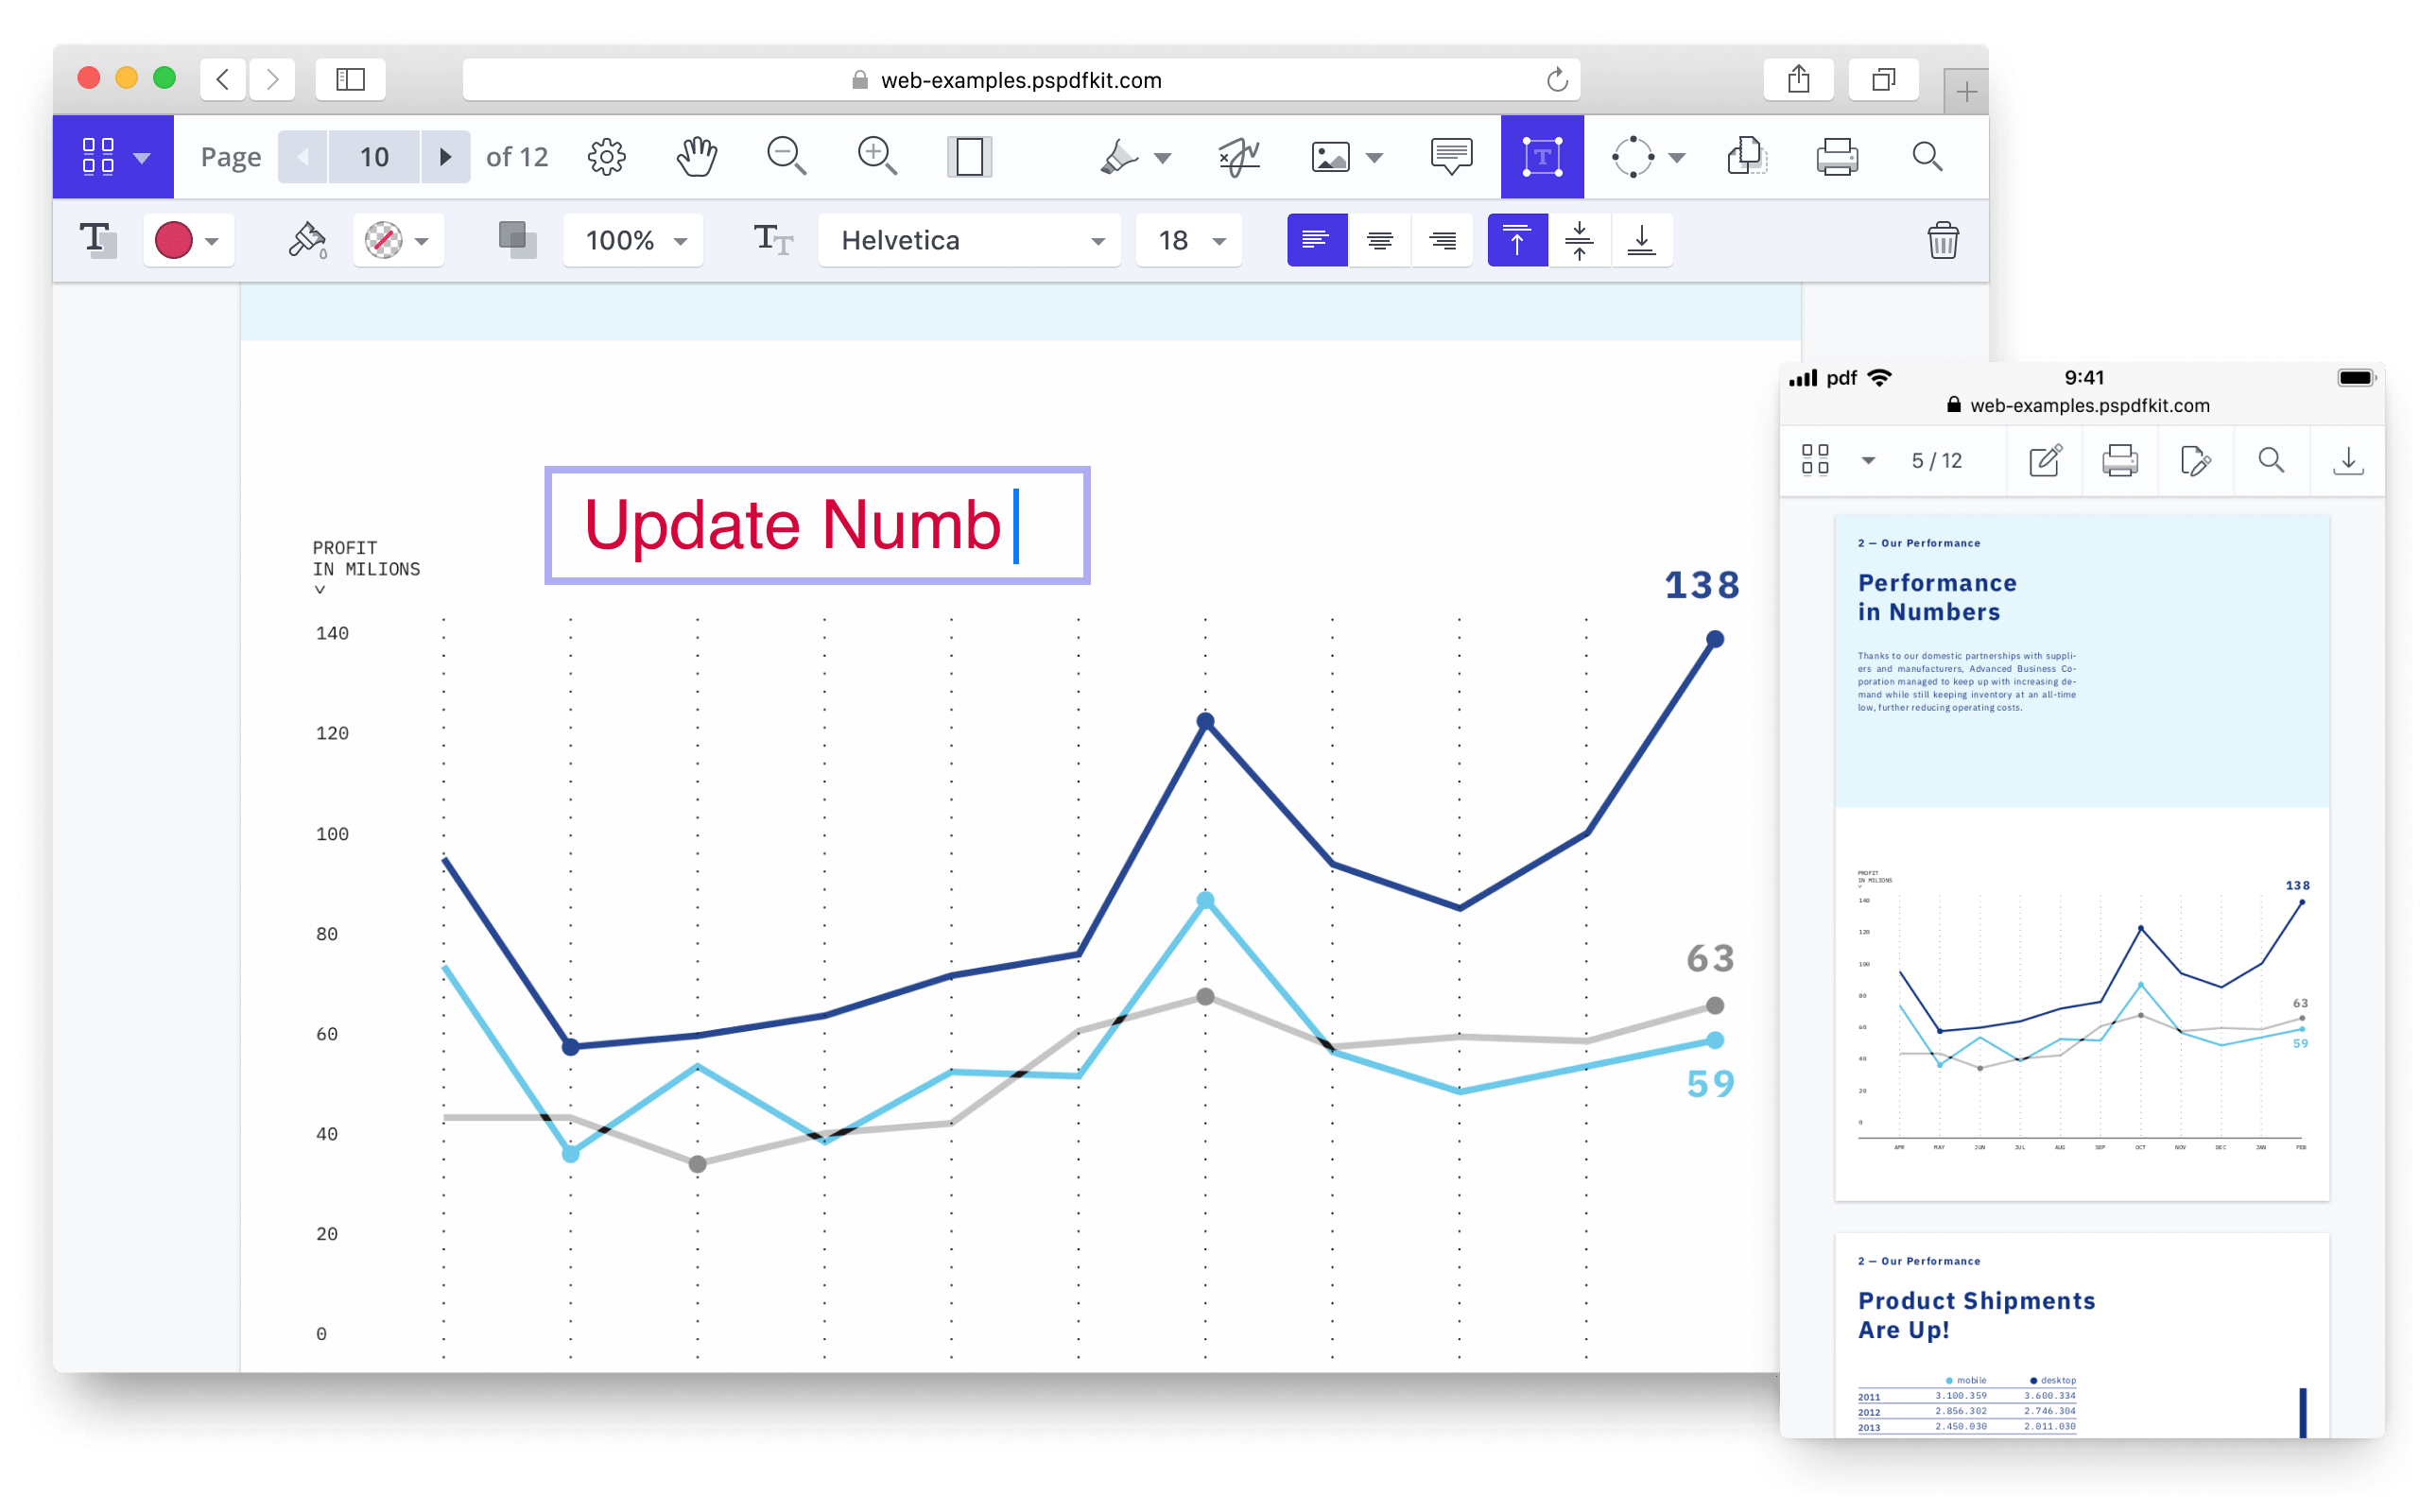 web-examples.pspdfkit.com
Page 10 of 12
100% Helvetica 18
Update Numb
PROFIT
IN MILIONS
138
140
120
100
80
63
60
59
40
20
0
pdf 9:41
web-examples.pspdfkit.com
5 / 12
2 — Our Performance
Performance
in Numbers
Thanks to our domestic partnerships with suppli-
ers and manufacturers, Advanced Business Co-
poration managed to keep up with increasing de-
mand while still keeping inventory at an all-time
low, further reducing operating costs.
PROFIT
IN MILIONS
138
140
120
100
80
63
60
59
40
20
0
APR MAY JUN JUL AUG SEP OCT NOV DEC JAN FEB
2 — Our Performance
Product Shipments
Are Up!
mobile desktop
2011 3.100.359 3.600.334
2012 2.856.302 2.746.304
2013 2.450.030 2.011.030